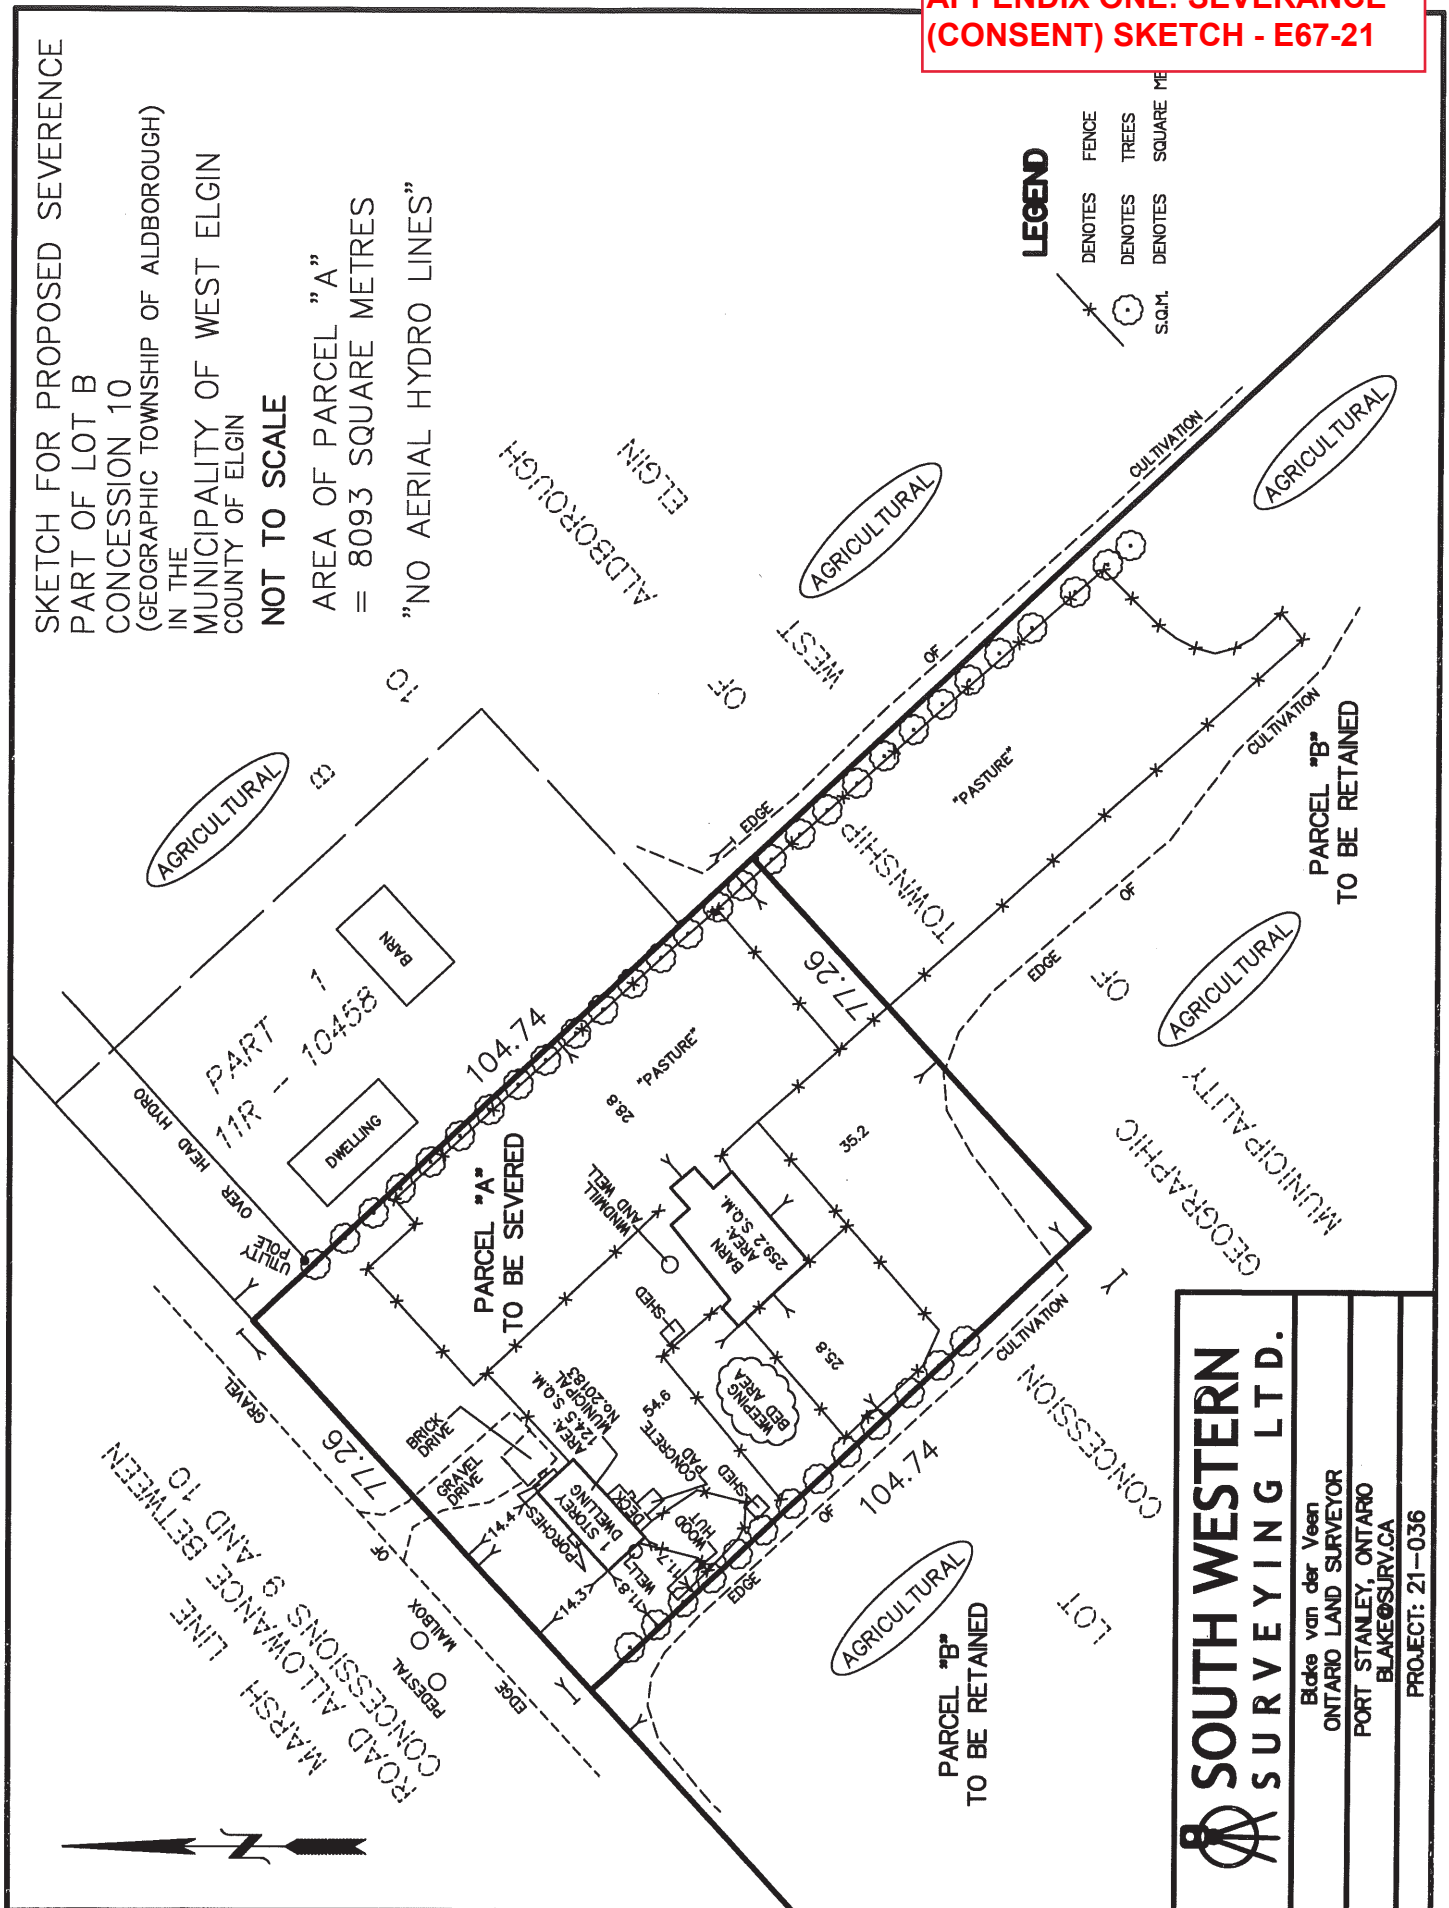 APPENDIX ONE: SEVERANCE
(CONSENT) SKETCH - E67-21
SKETCH FOR PROPOSED SEVERENCE
PART OF LOT B
CONCESSION 10
(GEOGRAPHIC TOWNSHIP OF ALDBOROUGH)
IN THE
MUNICIPALITY OF WEST ELGIN
COUNTY OF ELGIN
NOT TO SCALE
AREA OF PARCEL "A"
= 8093 SQUARE METRES
"NO AERIAL HYDRO LINES"
LEGEND
DENOTES FENCE
DENOTES TREES
S.Q.M. DENOTES SQUARE ME
AGRICULTURAL
B
10
PART 1
11R -- 10458
BARN
DWELLING
OVER HEAD HYDRO
UTILITY
POLE
104.74
ALDBOROUGH
ELGIN
WEST
OF
AGRICULTURAL
EDGE OF CULTIVATION
AGRICULTURAL
"PASTURE"
TOWNSHIP
77.26
PARCEL "B"
TO BE RETAINED
EDGE OF CULTIVATION
OF
AGRICULTURAL
MUNICIPALITY
GEOGRAPHIC
PARCEL "A"
TO BE SEVERED
28.8
"PASTURE"
WINDMILL
AND WELL
BARN
AREA:
259.2 S.Q.M.
35.2
SHED
25.8
WEEPING
BED AREA
54.6
CONCRETE
PAD
AREA:
124.5 S.Q.M.
MUNICIPAL
No.20183
1
STOREY
DWELLING
DECK
PORCHES
BRICK
DRIVE
GRAVEL
DRIVE
14.4
14.3
11.8
11.7
WELL
WOOD
HUT
SHED
77.26
104.74
EDGE OF GRAVEL
EDGE OF CULTIVATION
MARSH LINE
ROAD ALLOWANCE BETWEEN
CONCESSIONS 9 AND 10
PEDESTAL
MAILBOX
N
CONCESSION
LOT
AGRICULTURAL
PARCEL "B"
TO BE RETAINED
SOUTH WESTERN
SURVEYING LTD.
Blake van der Veen
ONTARIO LAND SURVEYOR
PORT STANLEY, ONTARIO
BLAKE@SURV.CA
PROJECT: 21-036